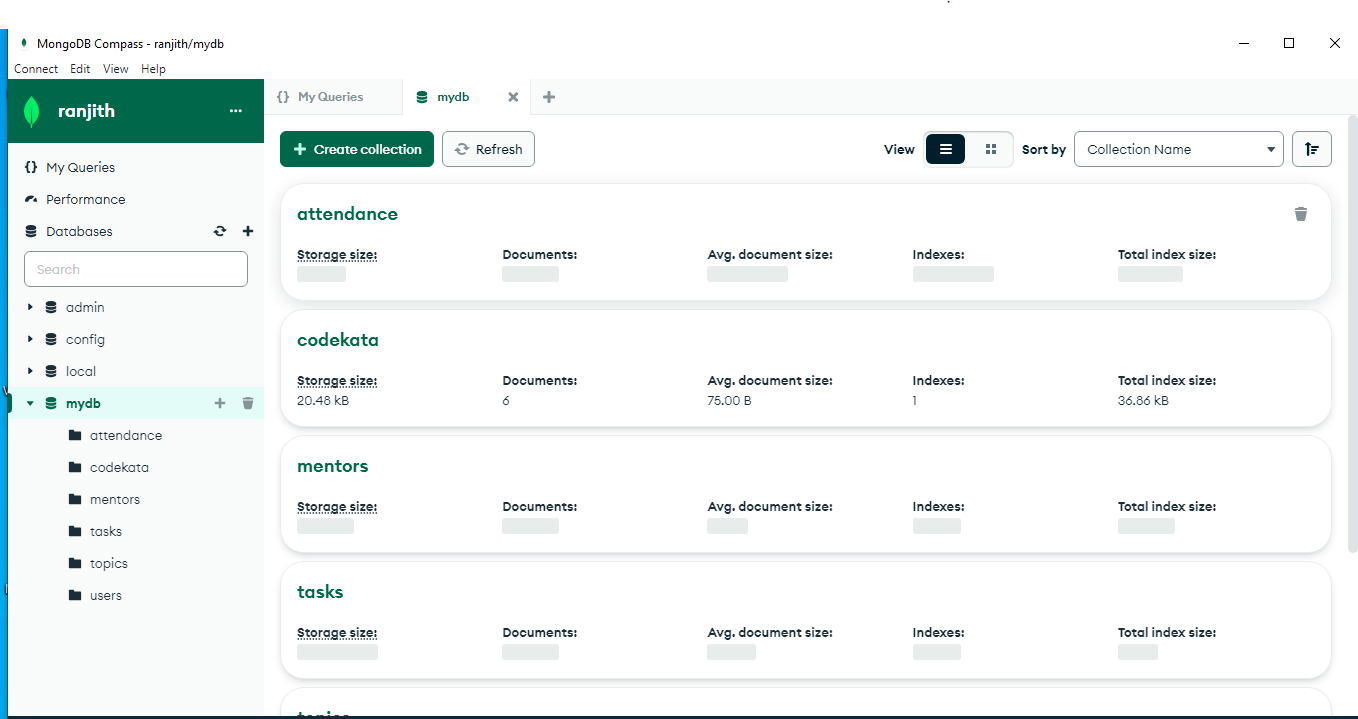 MongoDB Compass - ranjith/mydb
Connect Edit View Help
ranjith
My Queries
Performance
Databases
Search
admin
config
local
mydb
attendance
codekata
mentors
tasks
topics
users
{} My Queries
mydb
Create collection
Refresh
View
Sort by
Collection Name
attendance
Storage size: Documents: Avg. document size: Indexes: Total index size:
codekata
Storage size: Documents: Avg. document size: Indexes: Total index size:
20.48 kB 6 75.00 B 1 36.86 kB
mentors
Storage size: Documents: Avg. document size: Indexes: Total index size:
tasks
Storage size: Documents: Avg. document size: Indexes: Total index size:
topics